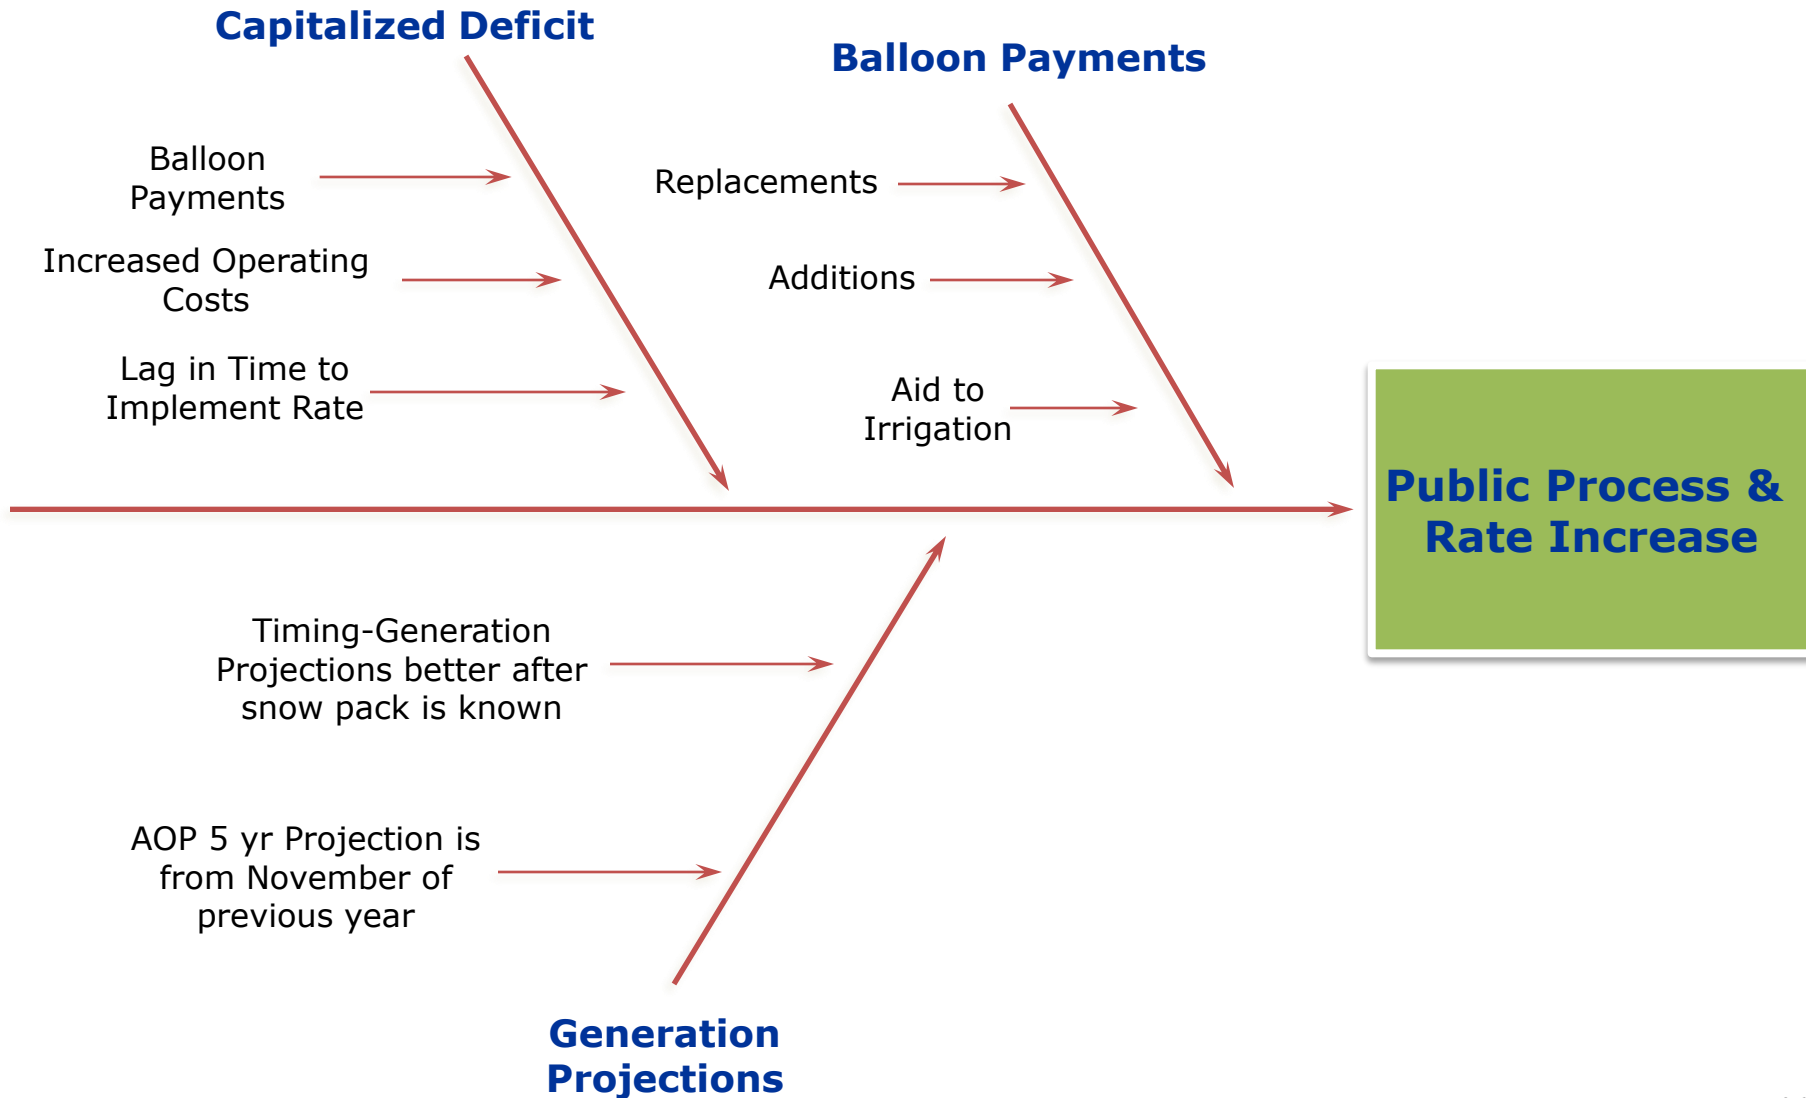 Capitalized Deficit
Balloon Payments
Balloon
Payments
Increased Operating
Costs
Lag in Time to
Implement Rate
Replacements
Additions
Aid to
Irrigation
Public Process &
Rate Increase
Timing-Generation
Projections better after
snow pack is known
AOP 5 yr Projection is
from November of
previous year
Generation
Projections